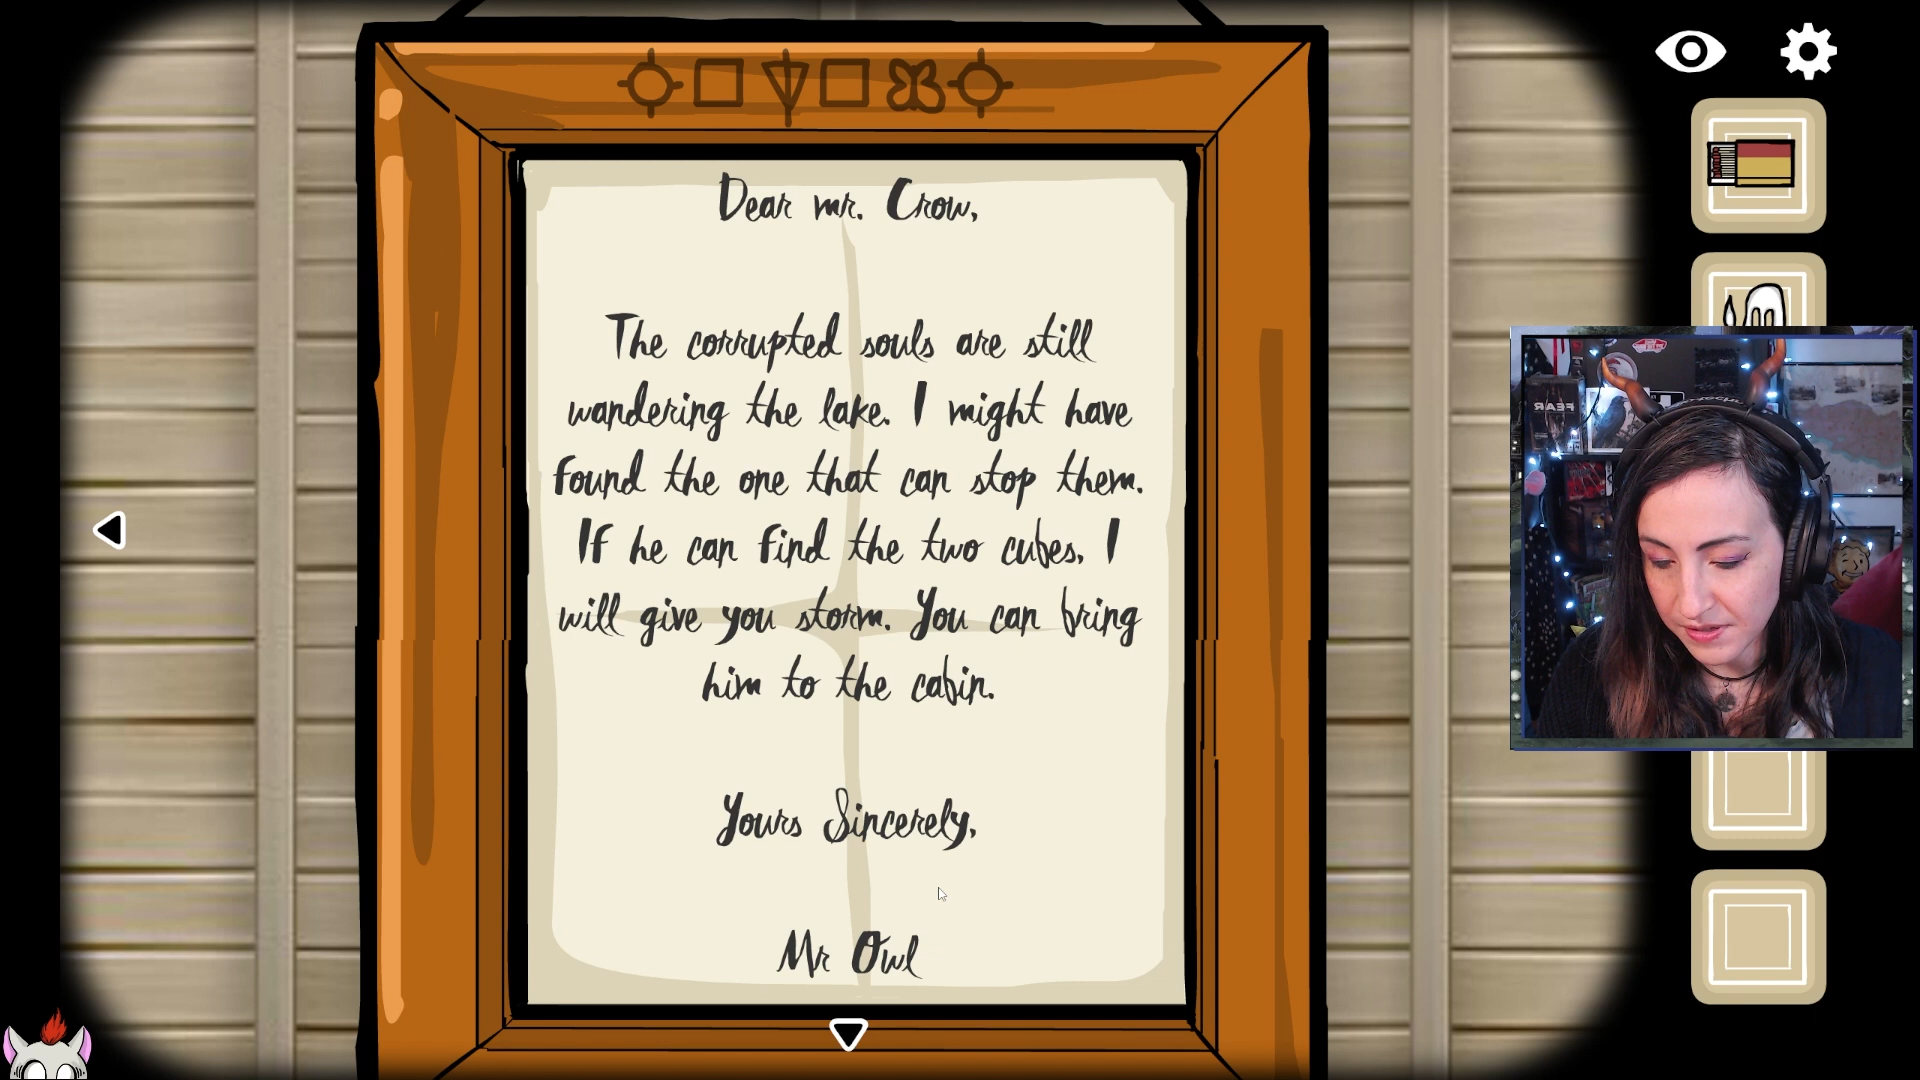 Dear mr. Crow,
The corrupted souls are still
wandering the lake. I might have
found the one that can stop them.
If he can find the two cubes, I
will give you storm. You can bring
him to the cabin.
Yours Sincerely,
Mr Owl
FEAR